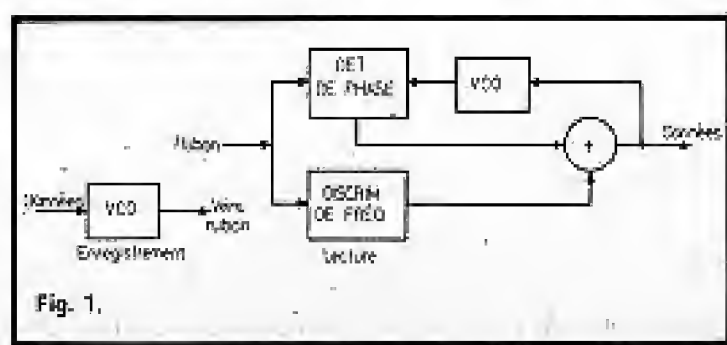 DET
DE PHASE
VCO
Données
Ruban
+
DISCRIM
DE FRÉQ
Lecture
Données
VCO
Vers
ruban
Enregistrement
Fig. 1.